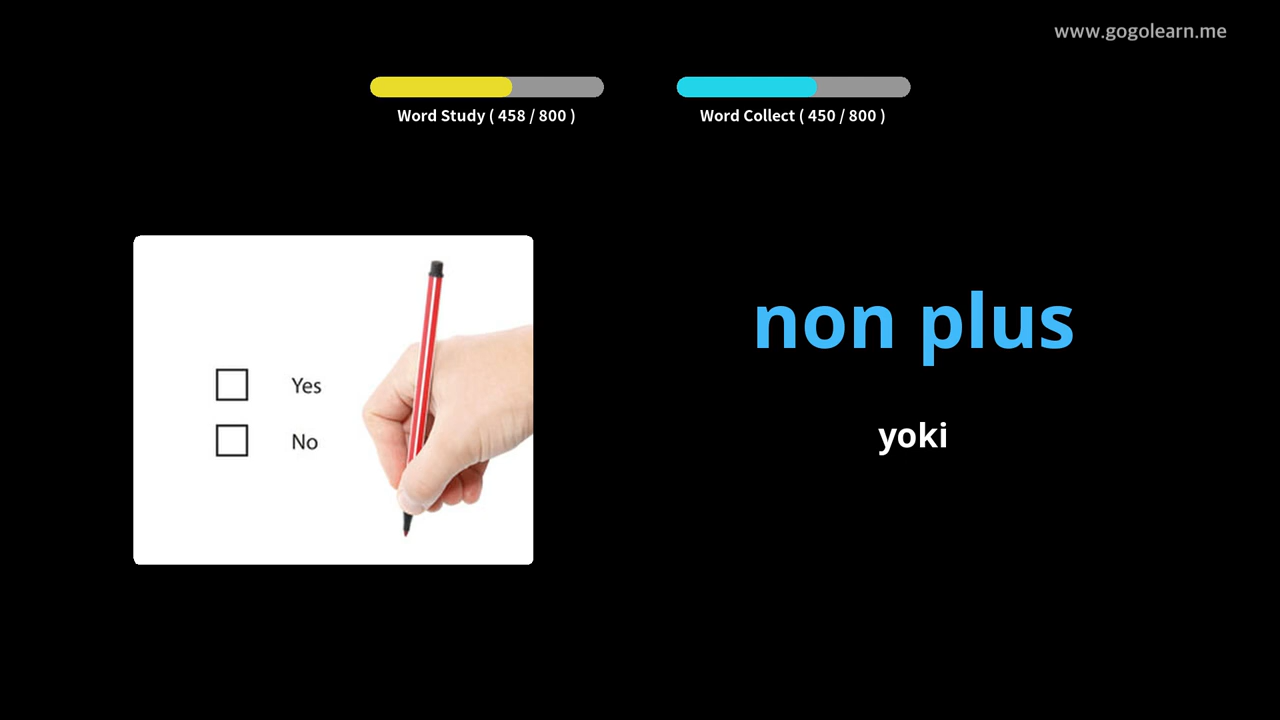 www.gogolearn.me
Word Study ( 458 / 800 )
Word Collect ( 450 / 800 )
Yes
No
non plus
yoki